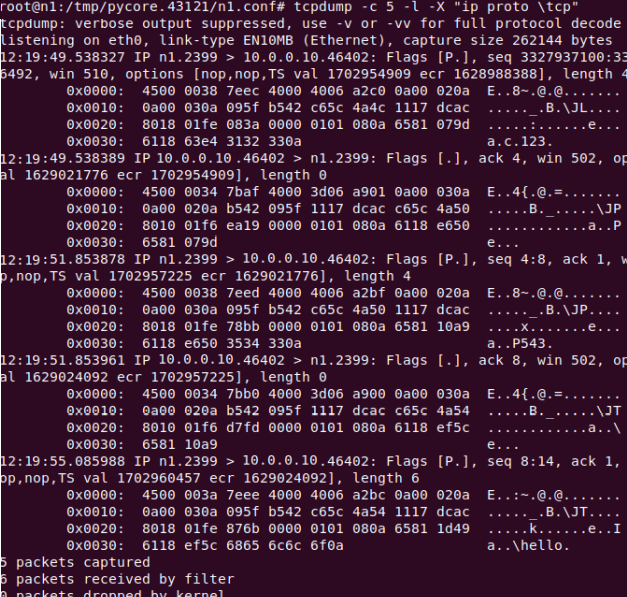 root@n1:/tmp/pycore.43121/n1.conf# tcpdump -c 5 -l -X "ip proto \tcp"
tcpdump: verbose output suppressed, use -v or -vv for full protocol decode
listening on eth0, link-type EN10MB (Ethernet), capture size 262144 bytes
12:19:49.538327 IP n1.2399 > 10.0.0.10.46402: Flags [P.], seq 3327937100:33
6492, win 510, options [nop,nop,TS val 1702954909 ecr 1628988388], length 4
0x0000: 4500 0038 7eec 4000 4006 a2c0 0a00 020a E..8~.@.@.......
0x0010: 0a00 030a 095f b542 c65c 4a4c 1117 dcac ....._.B.\JL....
0x0020: 8018 01fe 083a 0000 0101 080a 6581 079d .....:......e...
0x0030: 6118 63e4 3132 330a a.c.123.
12:19:49.538389 IP 10.0.0.10.46402 > n1.2399: Flags [.], ack 4, win 502, op
al 1629021776 ecr 1702954909], length 0
0x0000: 4500 0034 7baf 4000 3d06 a901 0a00 030a E..4{.@.=.......
0x0010: 0a00 020a b542 095f 1117 dcac c65c 4a50 .....B._.....\JP
0x0020: 8010 01f6 ea19 0000 0101 080a 6118 e650 ............a..P
0x0030: 6581 079d e...
12:19:51.853878 IP n1.2399 > 10.0.0.10.46402: Flags [P.], seq 4:8, ack 1, w
p,nop,TS val 1702957225 ecr 1629021776], length 4
0x0000: 4500 0038 7eed 4000 4006 a2bf 0a00 020a E..8~.@.@.......
0x0010: 0a00 030a 095f b542 c65c 4a50 1117 dcac ....._.B.\JP....
0x0020: 8018 01fe 78bb 0000 0101 080a 6581 10a9 ....x.......e...
0x0030: 6118 e650 3534 330a a..P543.
12:19:51.853961 IP 10.0.0.10.46402 > n1.2399: Flags [.], ack 8, win 502, op
al 1629024092 ecr 1702957225], length 0
0x0000: 4500 0034 7bb0 4000 3d06 a900 0a00 030a E..4{.@.=.......
0x0010: 0a00 020a b542 095f 1117 dcac c65c 4a54 .....B._.....\JT
0x0020: 8010 01f6 d7fd 0000 0101 080a 6118 ef5c ............a..\
0x0030: 6581 10a9 e...
12:19:55.085988 IP n1.2399 > 10.0.0.10.46402: Flags [P.], seq 8:14, ack 1,
op,nop,TS val 1702960457 ecr 1629024092], length 6
0x0000: 4500 003a 7eee 4000 4006 a2bc 0a00 020a E..:~.@.@.......
0x0010: 0a00 030a 095f b542 c65c 4a54 1117 dcac ....._.B.\JT....
0x0020: 8018 01fe 876b 0000 0101 080a 6581 1d49 .....k......e..I
0x0030: 6118 ef5c 6865 6c6c 6f0a a..\hello.
5 packets captured
6 packets received by filter
0 packets dropped by kernel